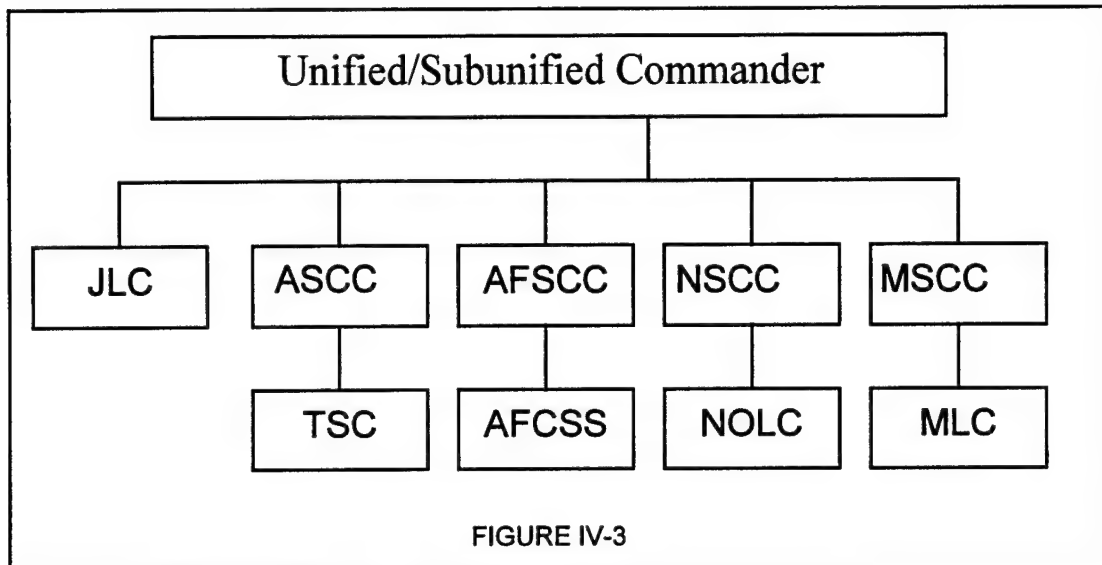 Unified/Subunified Commander
JLC ASCC AFSCC NSCC MSCC
TSC AFCSS NOLC MLC
FIGURE IV-3